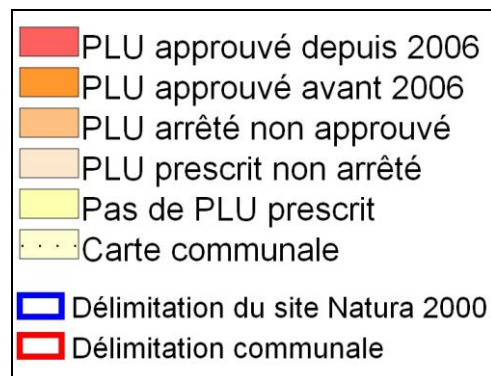 PLU approuvé depuis 2006
PLU approuvé avant 2006
PLU arrêté non approuvé
PLU prescrit non arrêté
Pas de PLU prescrit
Carte communale
Délimitation du site Natura 2000
Délimitation communale